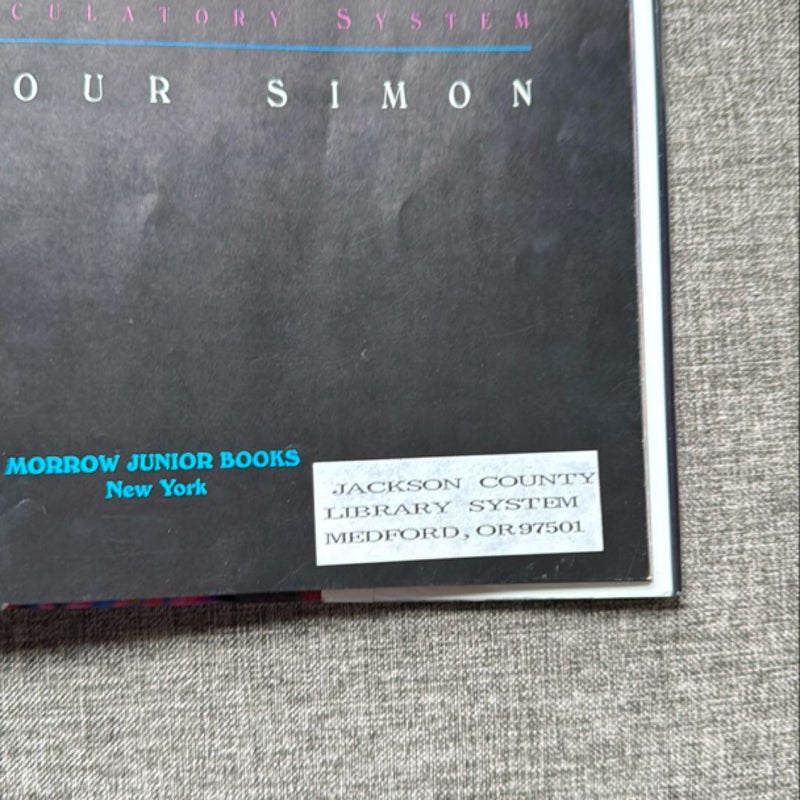 CULATORY SYSTEM
OUR SIMON
MORROW JUNIOR BOOKS
New York
JACKSON COUNTY
LIBRARY SYSTEM
MEDFORD, OR 97501